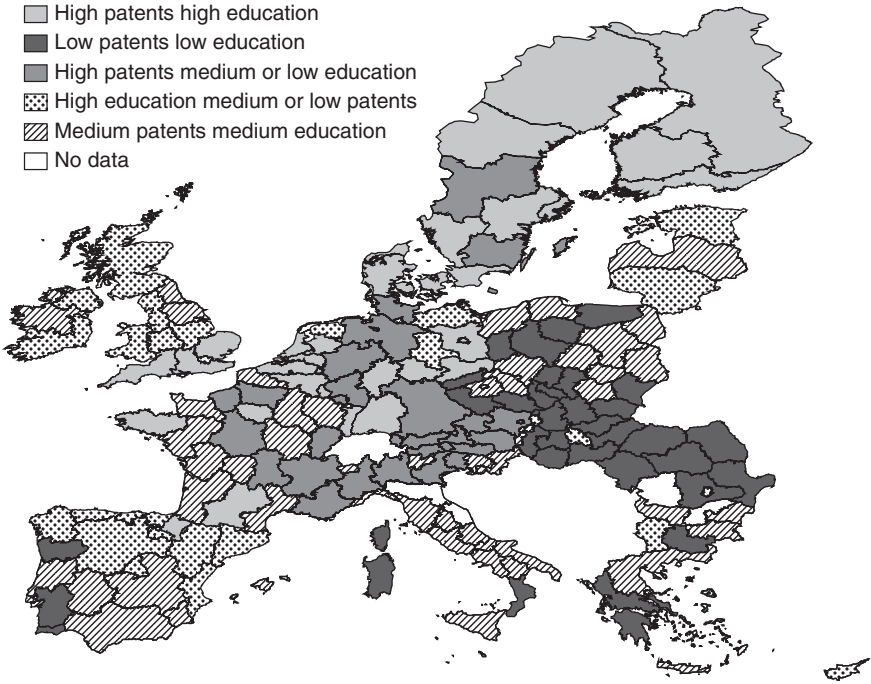 High patents high education
Low patents low education
High patents medium or low education
High education medium or low patents
Medium patents medium education
No data